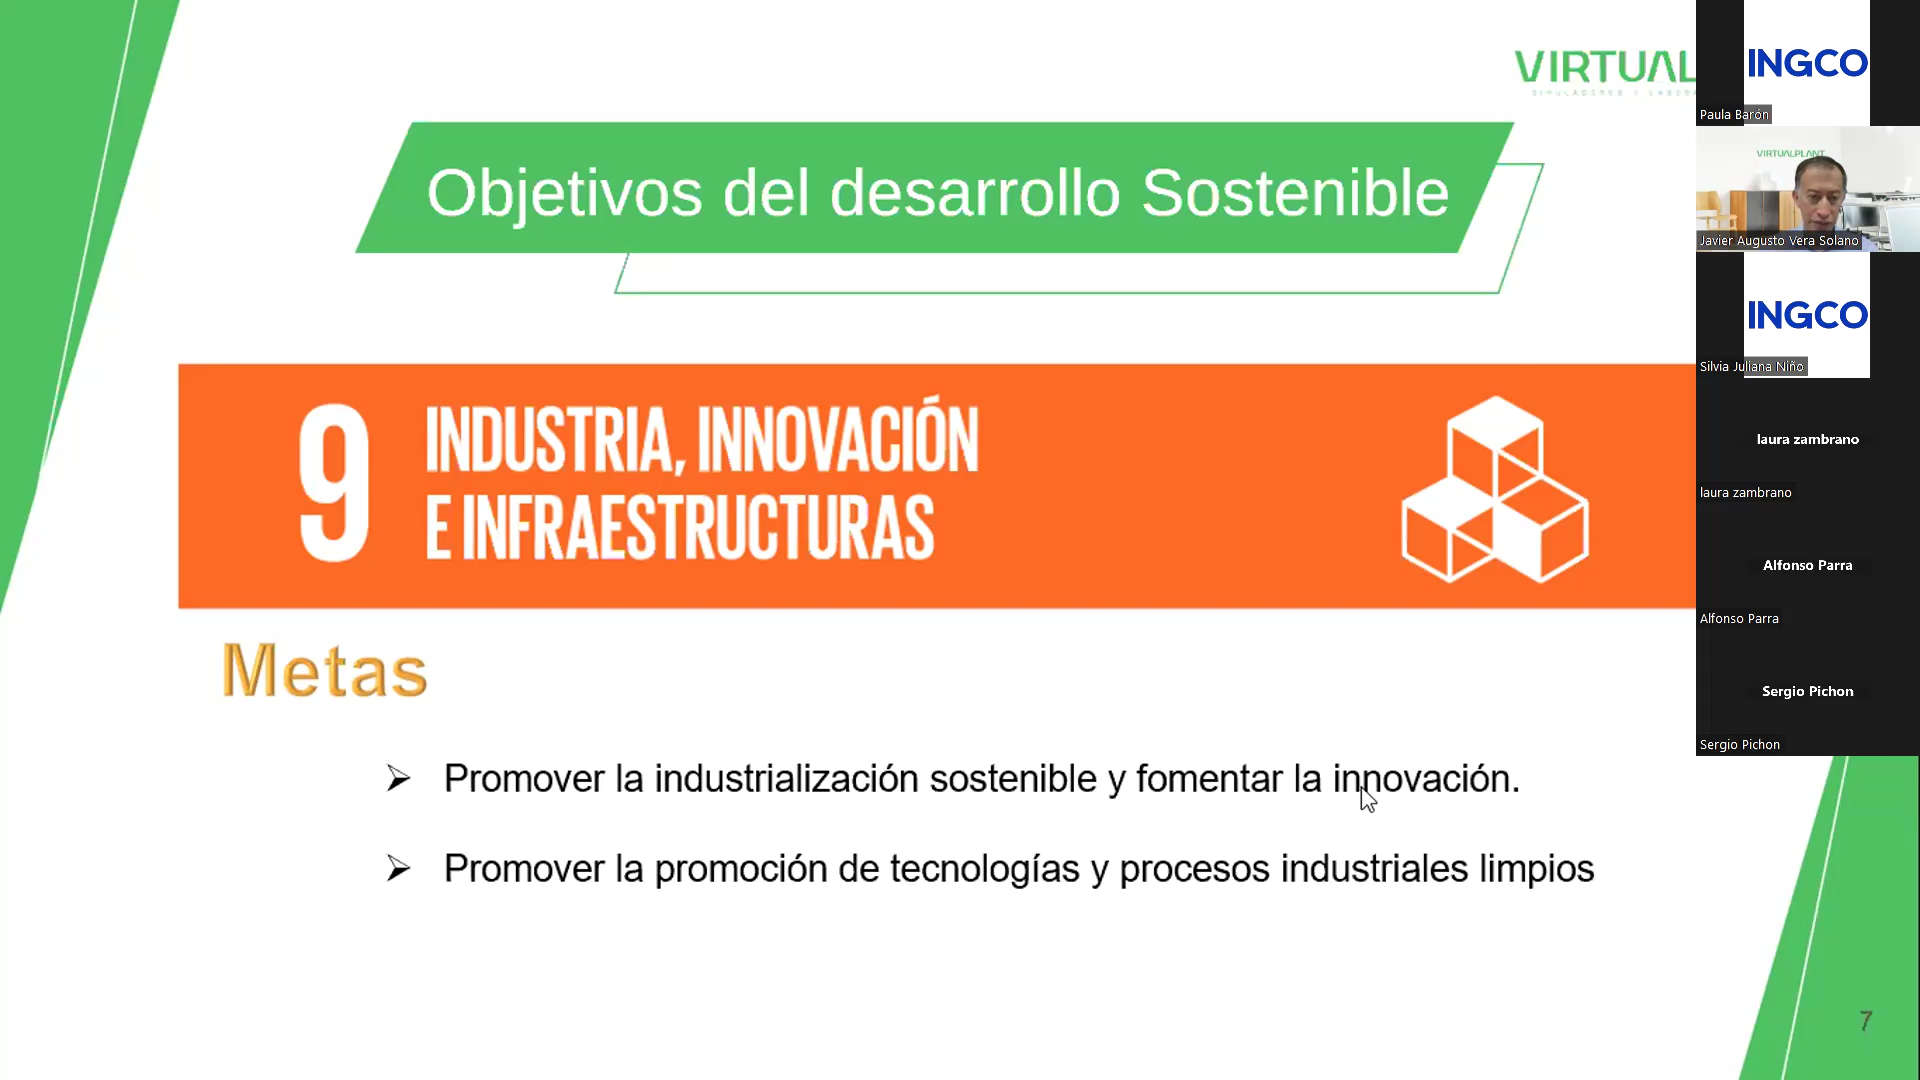 VIRTUAL
Objetivos del desarrollo Sostenible
9 INDUSTRIA, INNOVACIÓN
E INFRAESTRUCTURAS
Metas
➢ Promover la industrialización sostenible y fomentar la innovación.
➢ Promover la promoción de tecnologías y procesos industriales limpios
7
INGCO
Paula Barón
VIRTUALPLANT
Javier Augusto Vera Solano
INGCO
Silvia Juliana Niño
laura zambrano
laura zambrano
Alfonso Parra
Alfonso Parra
Sergio Pichon
Sergio Pichon